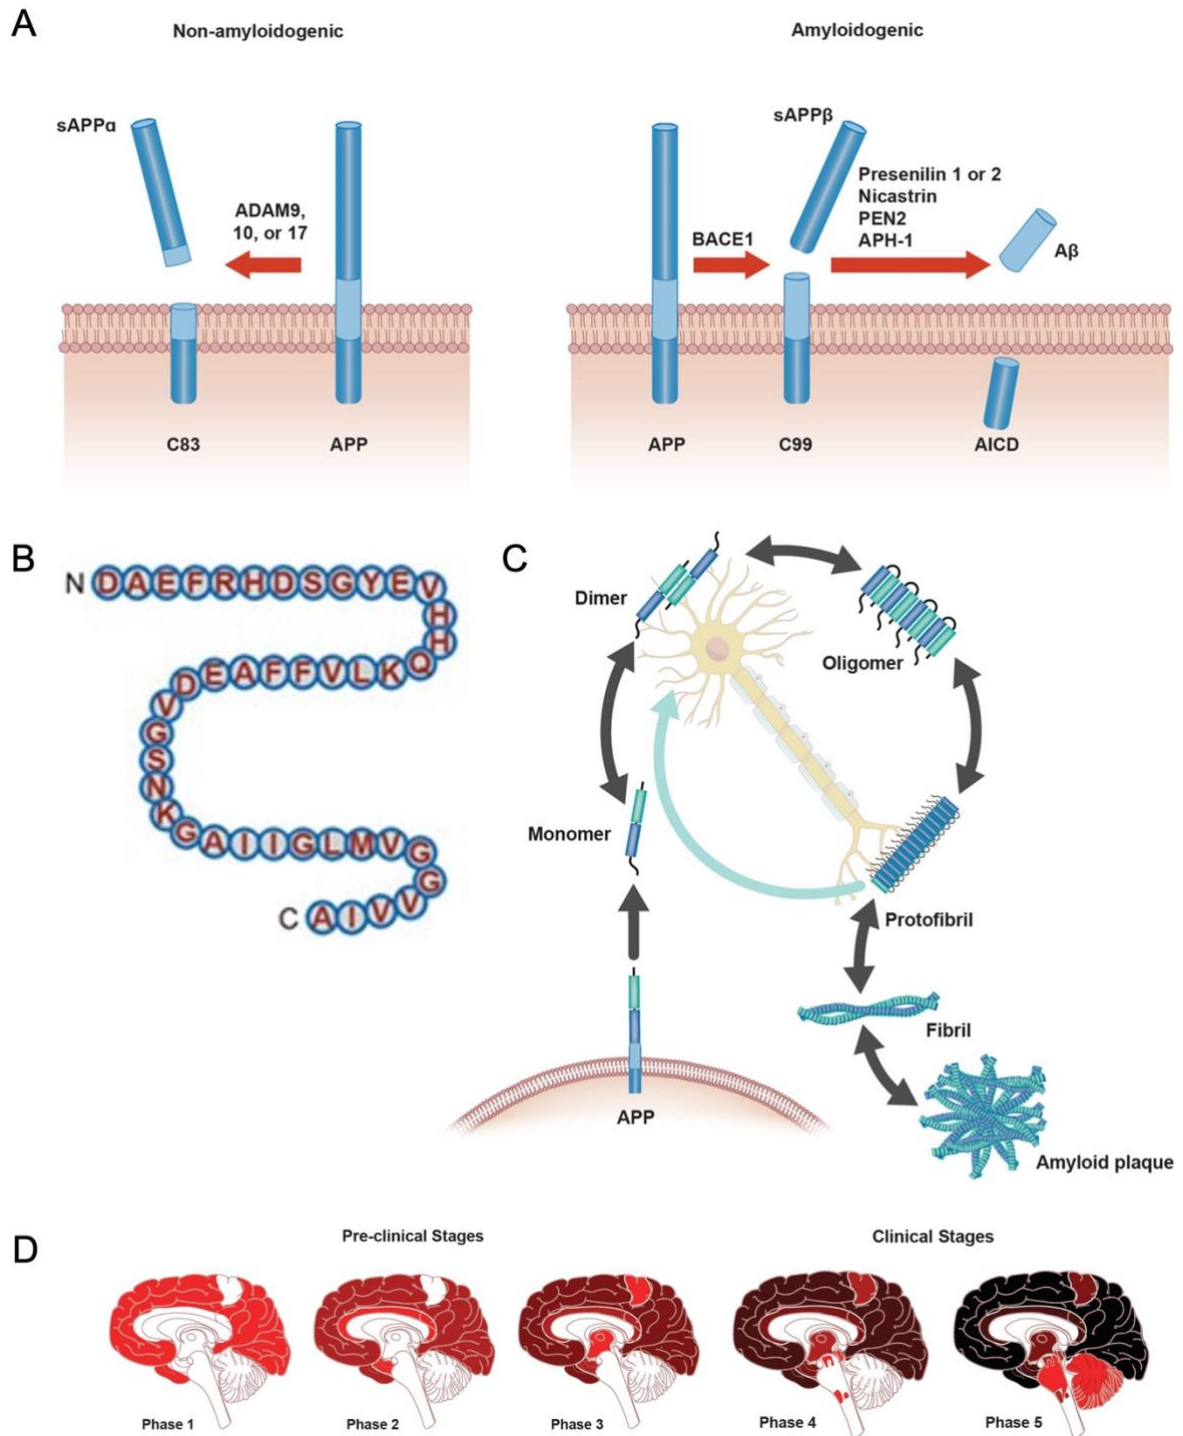 A
Non-amyloidogenic
Amyloidogenic
sAPPα
ADAM9,
10, or 17
C83
APP
sAPPβ
Presenilin 1 or 2
Nicastrin
PEN2
APH-1
BACE1
Aβ
APP
C99
AICD
B
N DAEFRHDSGYEV
H
H
DEAFFVLKQ
V
G
S
N
K
GAIIGLMVG
G
C AIVV
C
Dimer
Oligomer
Monomer
Protofibril
Fibril
APP
Amyloid plaque
D
Pre-clinical Stages
Clinical Stages
Phase 1
Phase 2
Phase 3
Phase 4
Phase 5